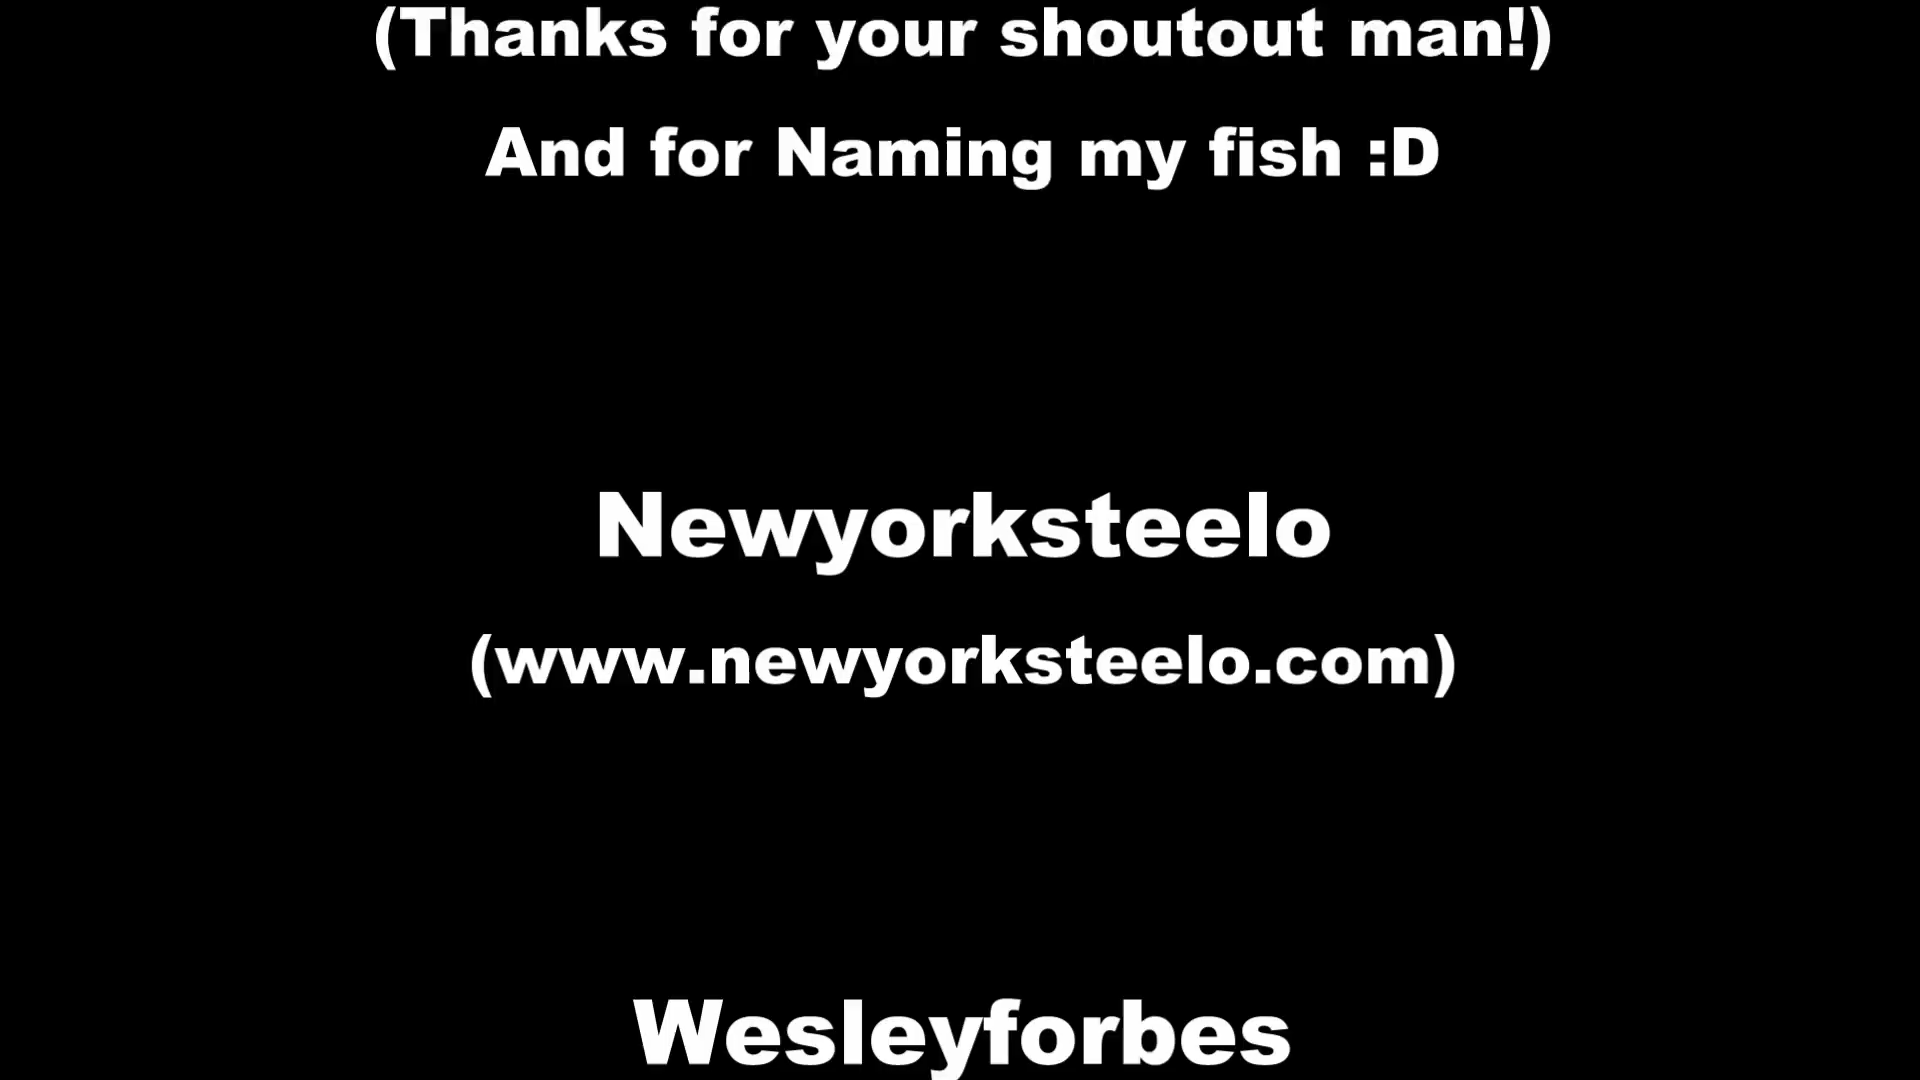 (Thanks for your shoutout man!)
And for Naming my fish :D
Newyorksteelo
(www.newyorksteelo.com)
Wesleyforbes